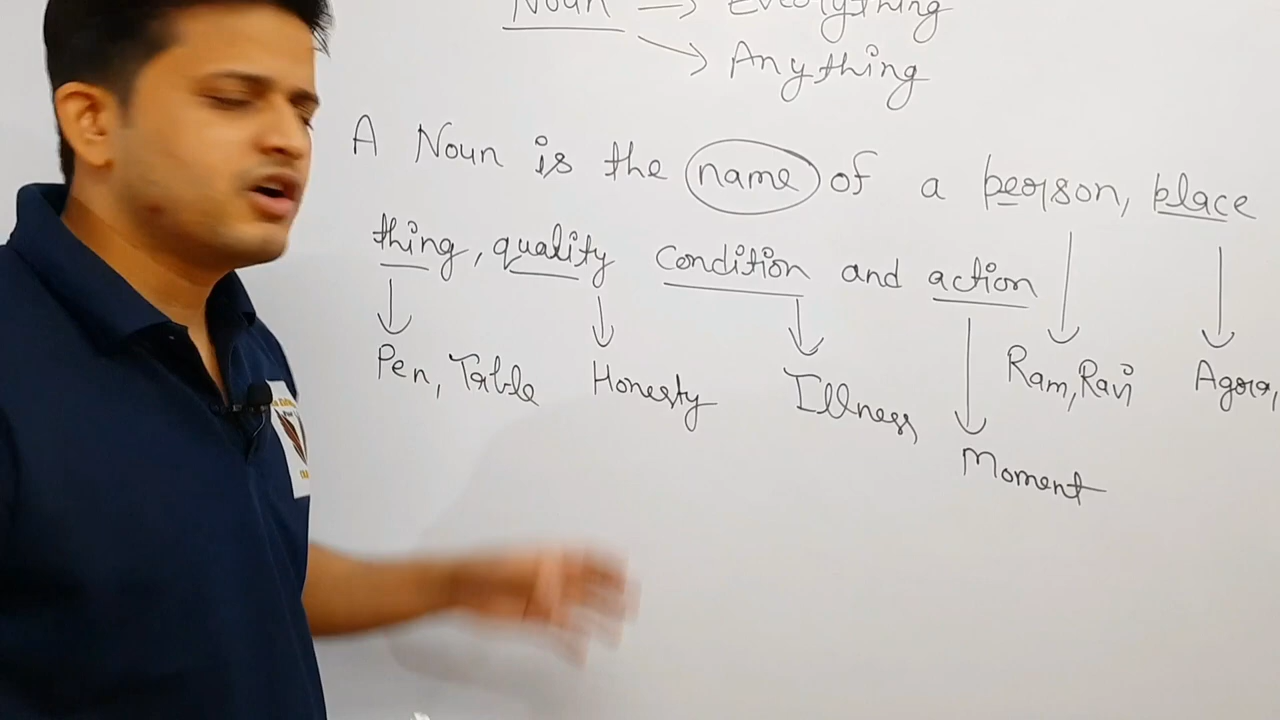 Noun → Everything
→ Anything
A Noun is the name of a person, place
thing, quality condition and action
Pen, Table Honesty Illness Ram, Ravi Agra,
Moment